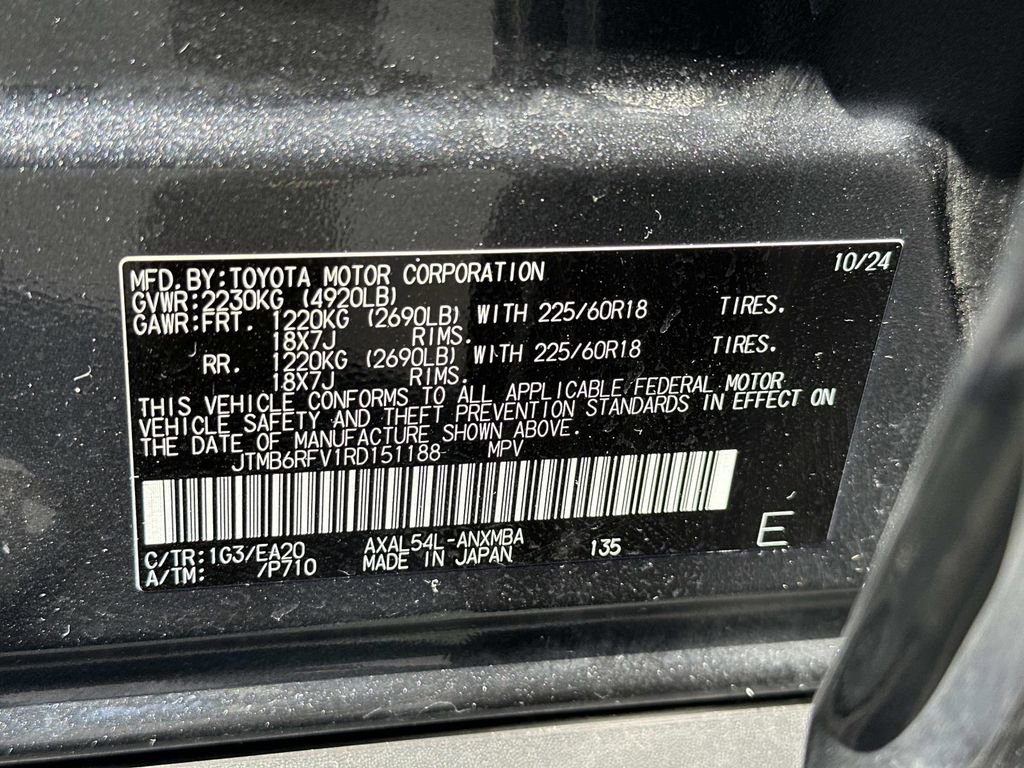 MFD.BY:TOYOTA MOTOR CORPORATION 10/24
GVWR:2230KG (4920LB)
GAWR:FRT. 1220KG (2690LB) WITH 225/60R18 TIRES.
18X7J RIMS.
RR. 1220KG (2690LB) WITH 225/60R18 TIRES.
18X7J RIMS.
THIS VEHICLE CONFORMS TO ALL APPLICABLE FEDERAL MOTOR
VEHICLE SAFETY AND THEFT PREVENTION STANDARDS IN EFFECT ON
THE DATE OF MANUFACTURE SHOWN ABOVE.
JTMB6RFV1RD151188 MPV
C/TR:1G3/EA20 AXAL54L-ANXMBA 135 E
A/TM: /P710 MADE IN JAPAN